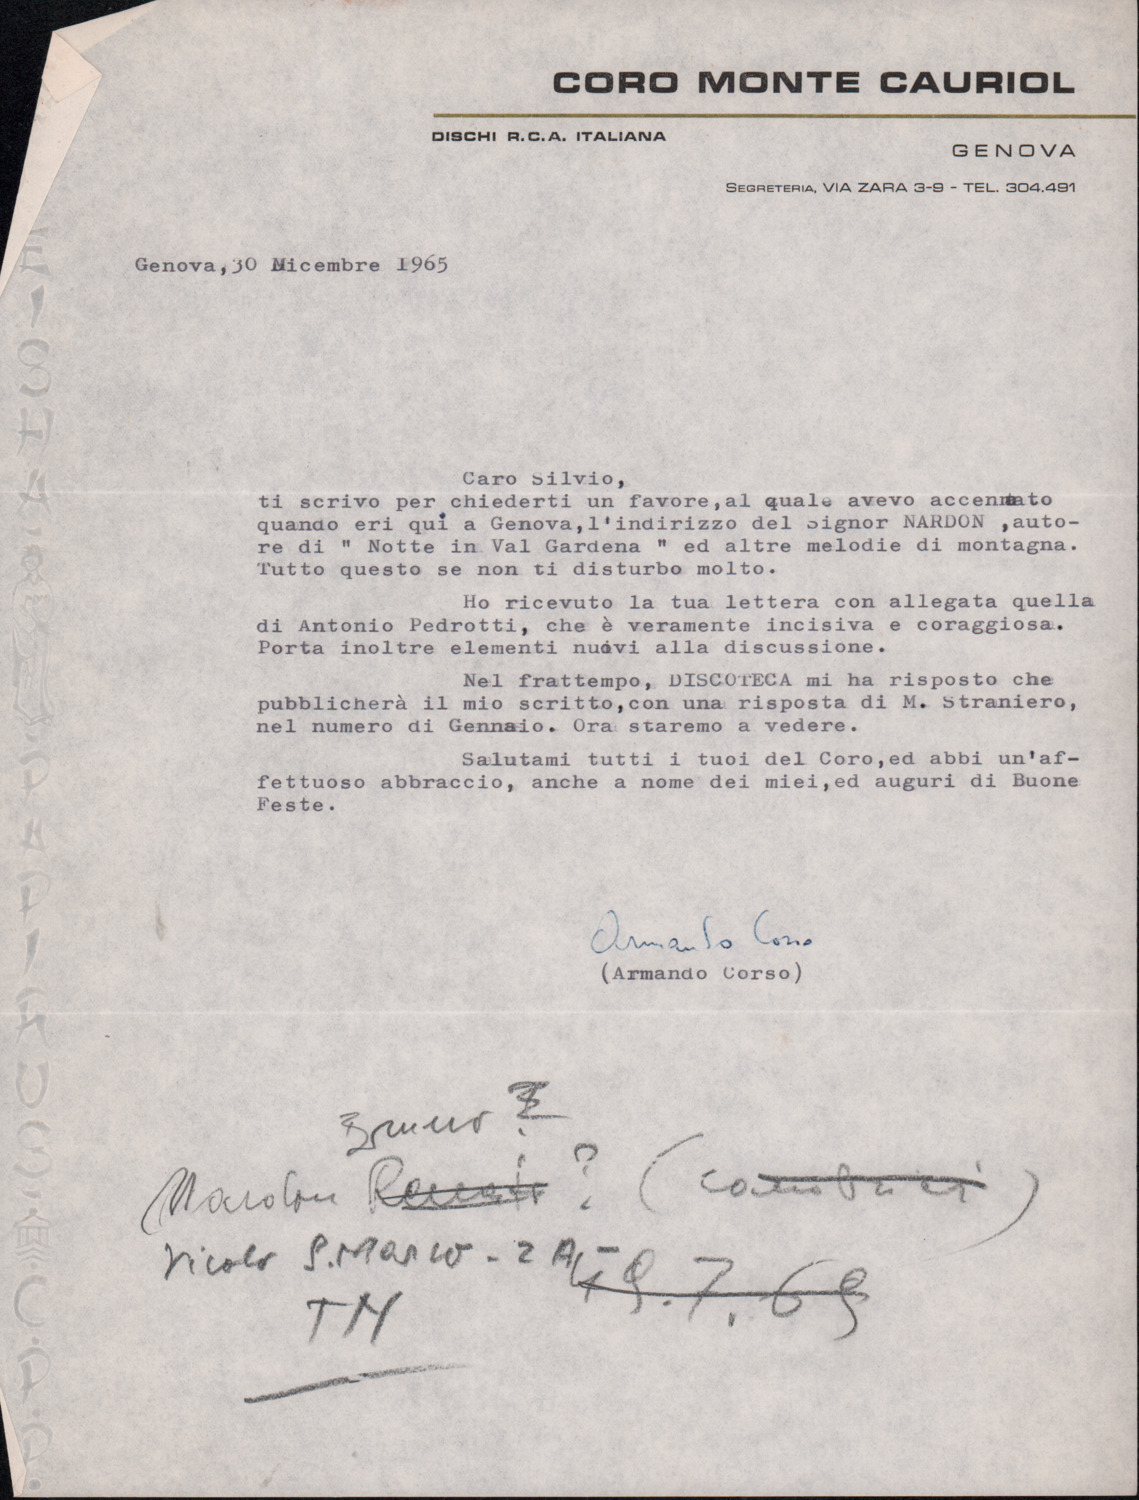 CORO MONTE CAURIOL
DISCHI R.C.A. ITALIANA
GENOVA
SEGRETERIA, VIA ZARA 3-9 - TEL. 304.491
Genova,30 Dicembre 1965
Caro Silvio,
ti scrivo per chiederti un favore,al quale avevo accennato
quando eri qui a Genova,l'indirizzo del Signor NARDON ,auto-
re di " Notte in Val Gardena " ed altre melodie di montagna.
Tutto questo se non ti disturbo molto.
Ho ricevuto la tua lettera con allegata quella
di Antonio Pedrotti, che è veramente incisiva e coraggiosa.
Porta inoltre elementi nuovi alla discussione.
Nel frattempo, DISCOTECA mi ha risposto che
pubblicherà il mio scritto,con una risposta di M. Straniero,
nel numero di Gennaio. Ora staremo a vedere.
Salutami tutti i tuoi del Coro,ed abbi un'af-
fettuoso abbraccio, anche a nome dei miei,ed auguri di Buone
Feste.
Armando Corso
(Armando Corso)
Bruno ?
Nardon ? ( )
Vicolo S. Marco - 2 A
TN